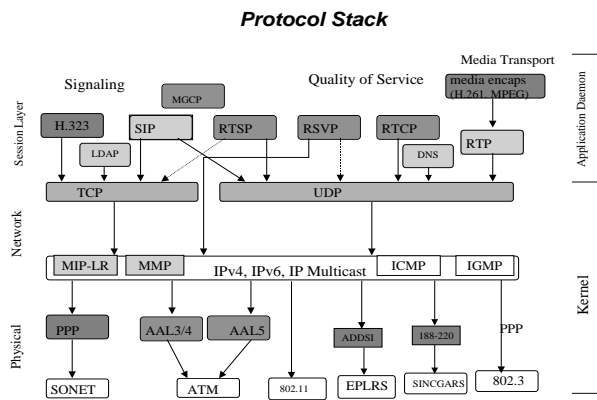 Protocol Stack
Media Transport
Signaling
Quality of Service
media encaps
(H.261, MPEG)
MGCP
H.323
SIP
RTSP
RSVP
RTCP
RTP
LDAP
DNS
TCP
UDP
MIP-LR
MMP
IPv4, IPv6, IP Multicast
ICMP
IGMP
PPP
AAL3/4
AAL5
ADDSI
188-220
PPP
SONET
ATM
802.11
EPLRS
SINCGARS
802.3
Session Layer
Network
Physical
Application Daemon
Kernel